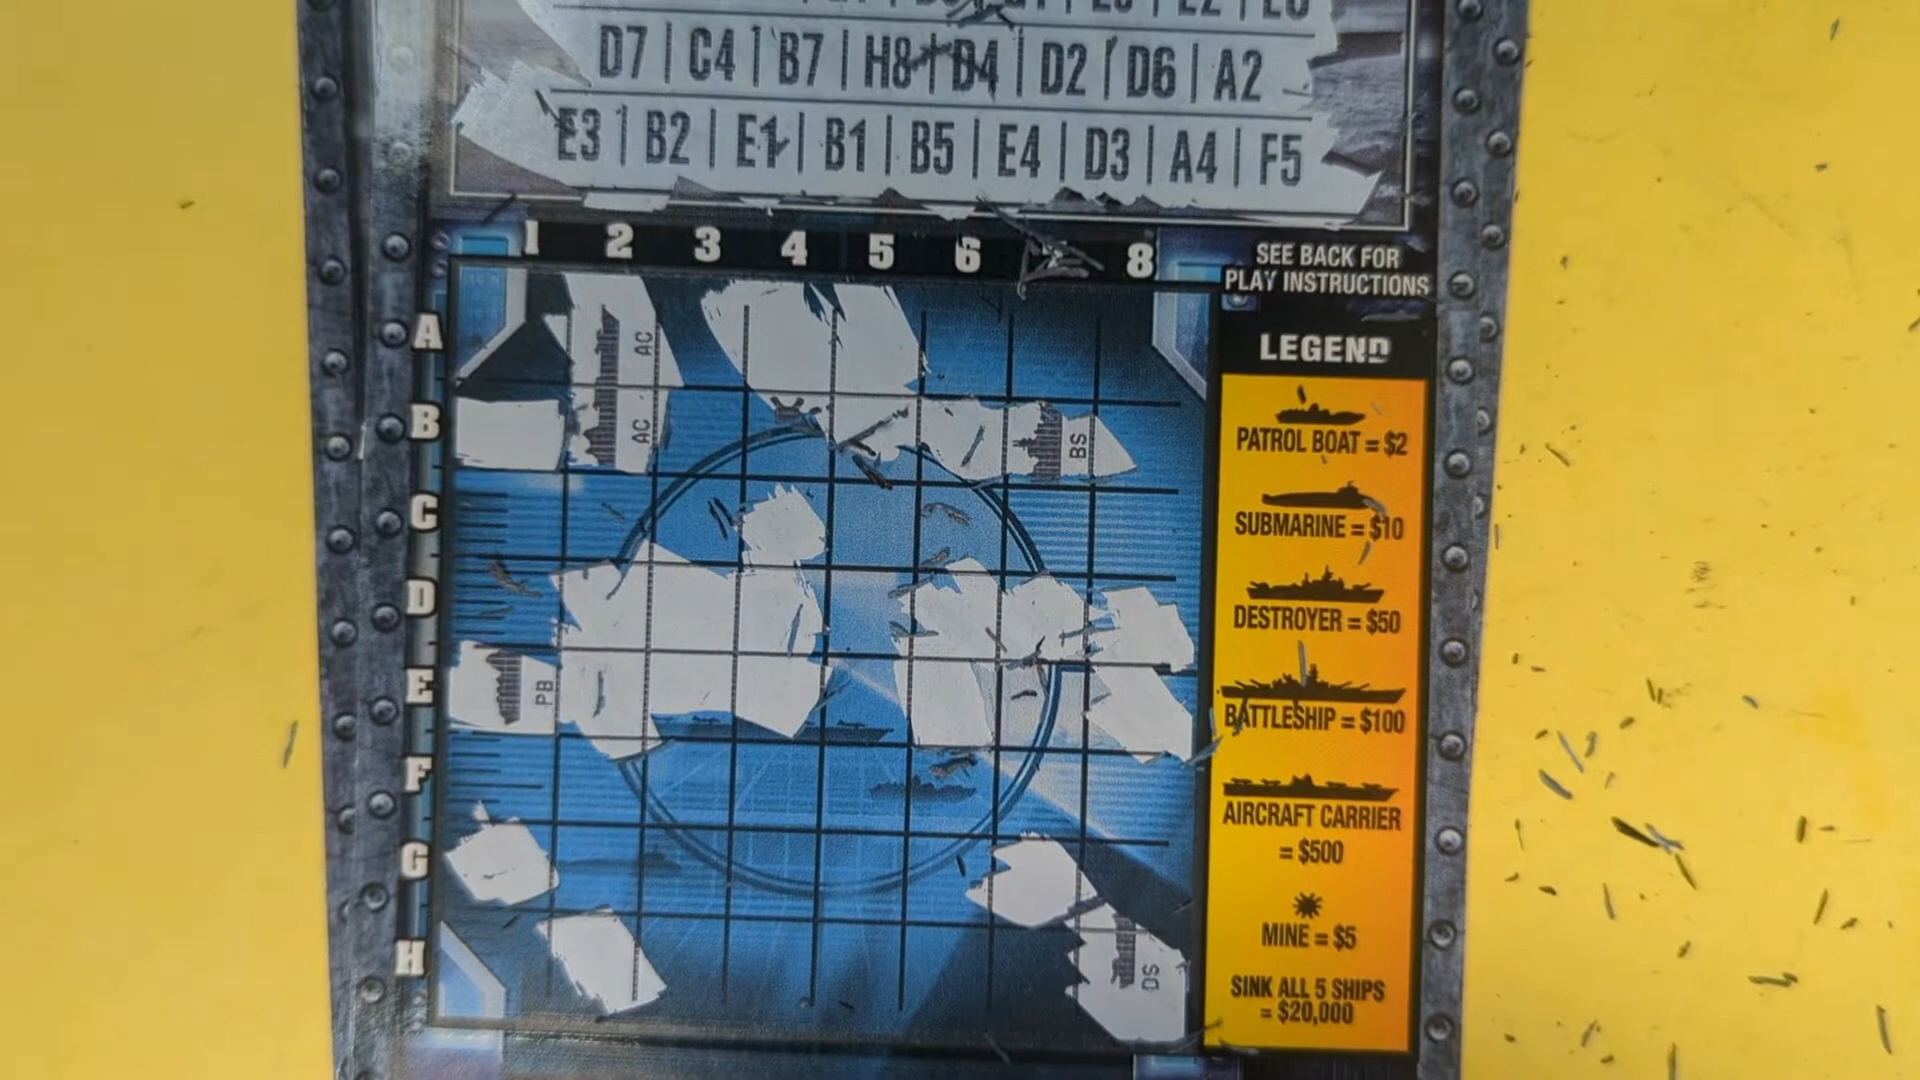 D7 | C4 | B7 | H8 | D4 | D2 | D6 | A2
E3 | B2 | E1 | B1 | B5 | E4 | D3 | A4 | F5
1 2 3 4 5 6 8
SEE BACK FOR
PLAY INSTRUCTIONS
LEGEND
A
AC
B
AC
BS
PATROL BOAT = $2
C
SUBMARINE = $10
D
DESTROYER = $50
E
PB
BATTLESHIP = $100
F
AIRCRAFT CARRIER
= $500
G
MINE = $5
H
DS
SINK ALL 5 SHIPS
= $20,000